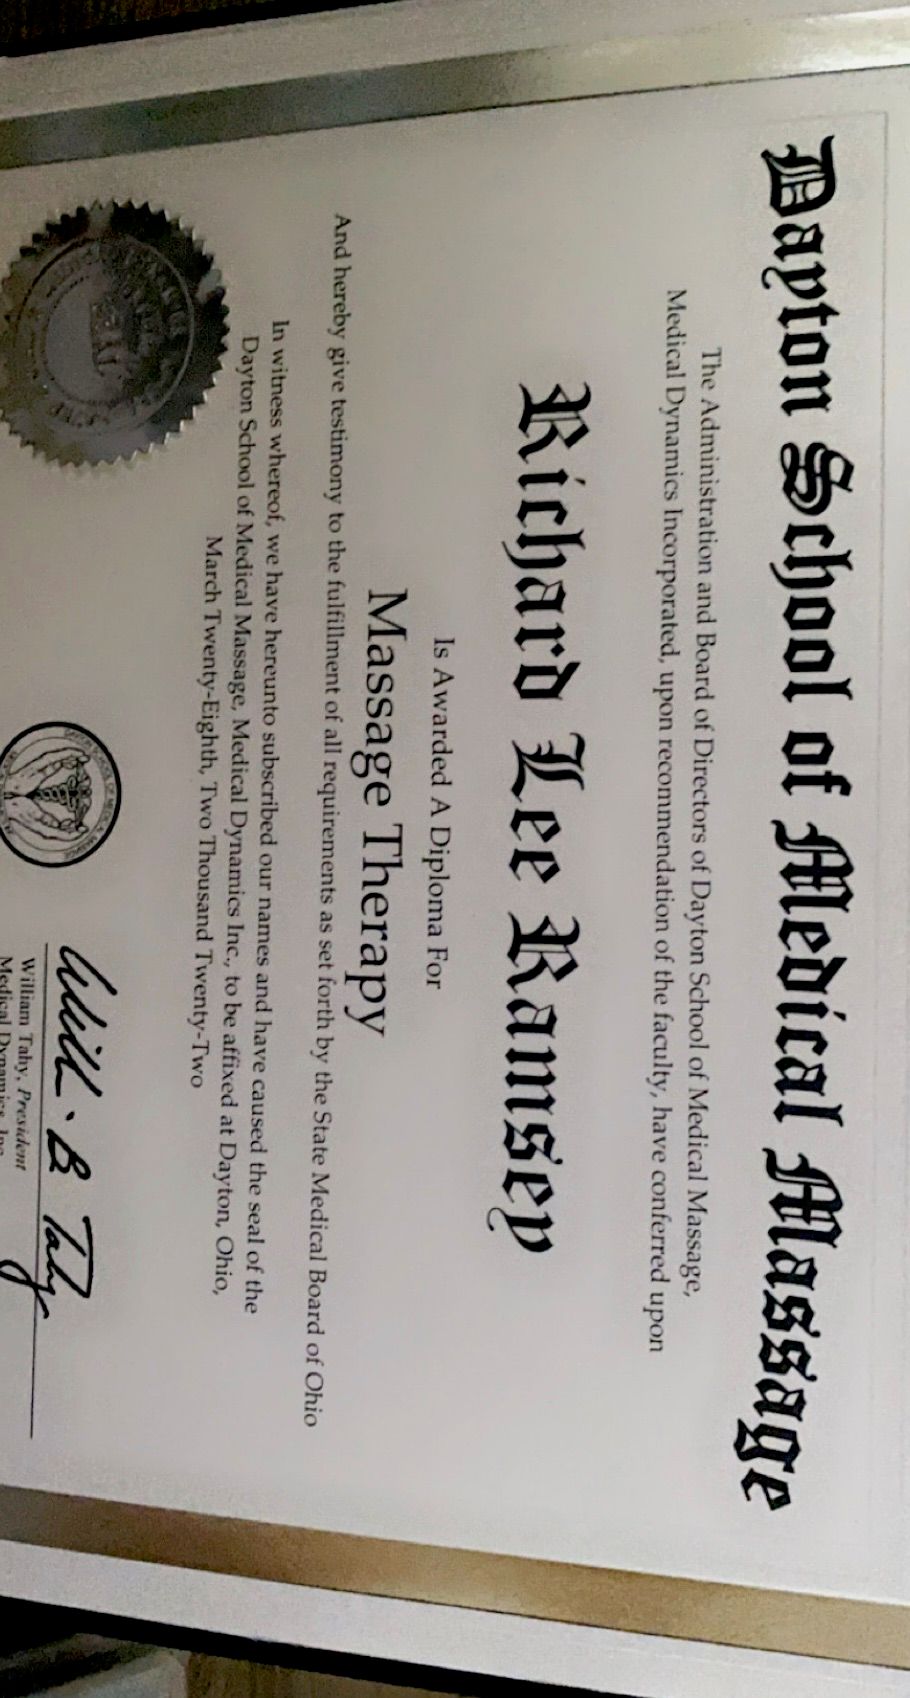 Dayton School of Medical Massage
The Administration and Board of Directors of Dayton School of Medical Massage,
Medical Dynamics Incorporated, upon recommendation of the faculty, have conferred upon
Richard Lee Ramsey
Is Awarded A Diploma For
Massage Therapy
And hereby give testimony to the fulfillment of all requirements as set forth by the State Medical Board of Ohio
In witness whereof, we have hereunto subscribed our names and have caused the seal of the
Dayton School of Medical Massage, Medical Dynamics Inc., to be affixed at Dayton, Ohio,
March Twenty-Eighth, Two Thousand Twenty-Two
William Tahy, President
Medical Dynamics, Inc.